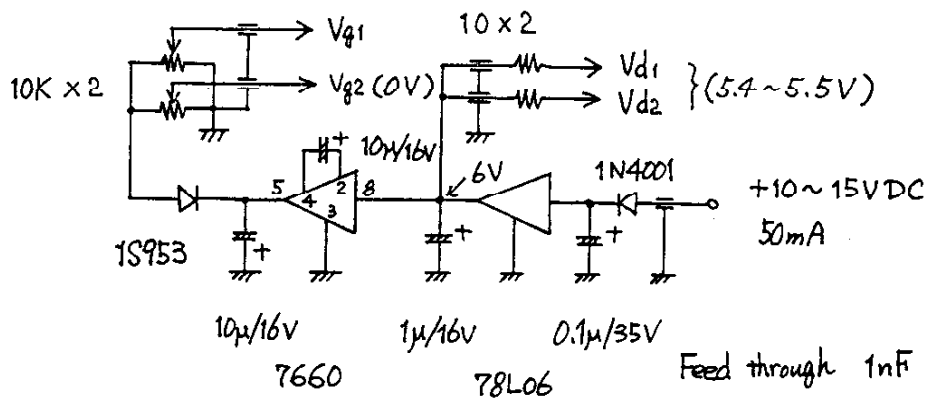 Vg1
10 × 2
10K × 2
Vg2 (0V)
Vd1
Vd2
}(5.4~5.5V)
+
10μ/16V
5
4
2
3
8
6V
1N4001
+10~15VDC
50mA
1S953
+
+
+
10μ/16V
1μ/16V
0.1μ/35V
7660
78L06
Feed through 1nF